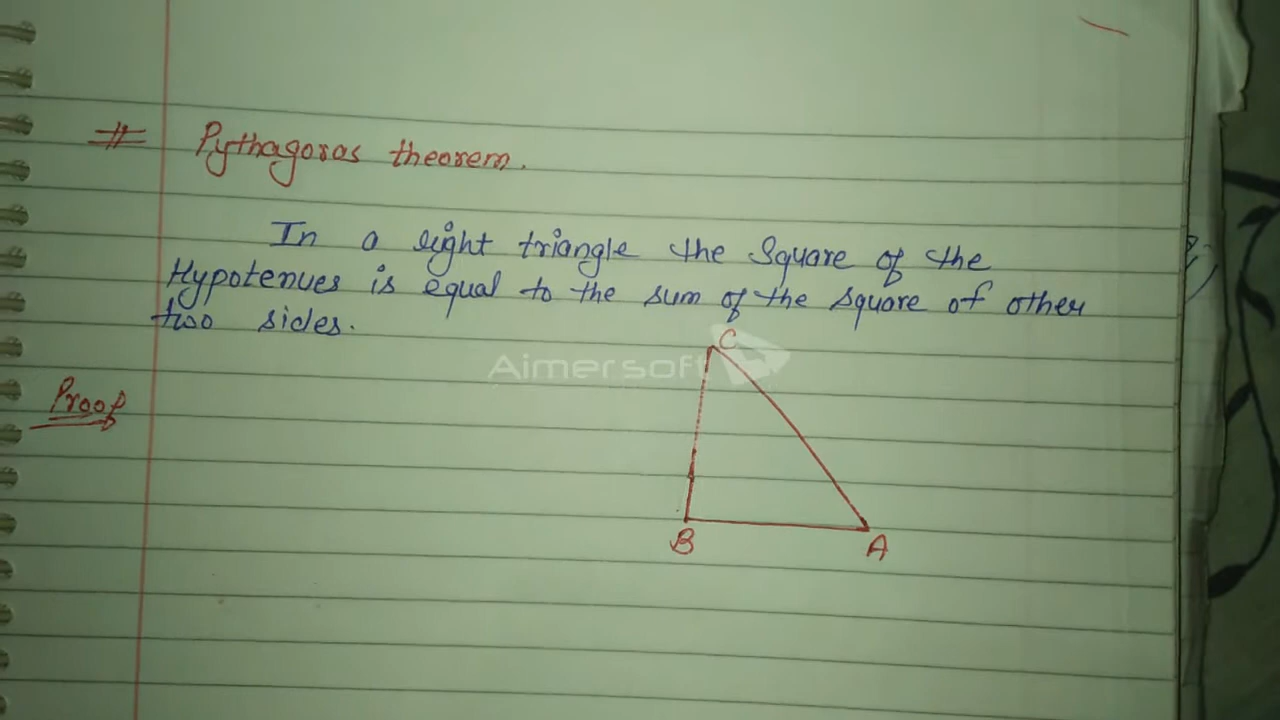 # Pythagoras theorem.
In a right triangle the Square of the
Hypotenues is equal to the sum of the square of other
two sides.
C
Aimersoft
Proof
B A